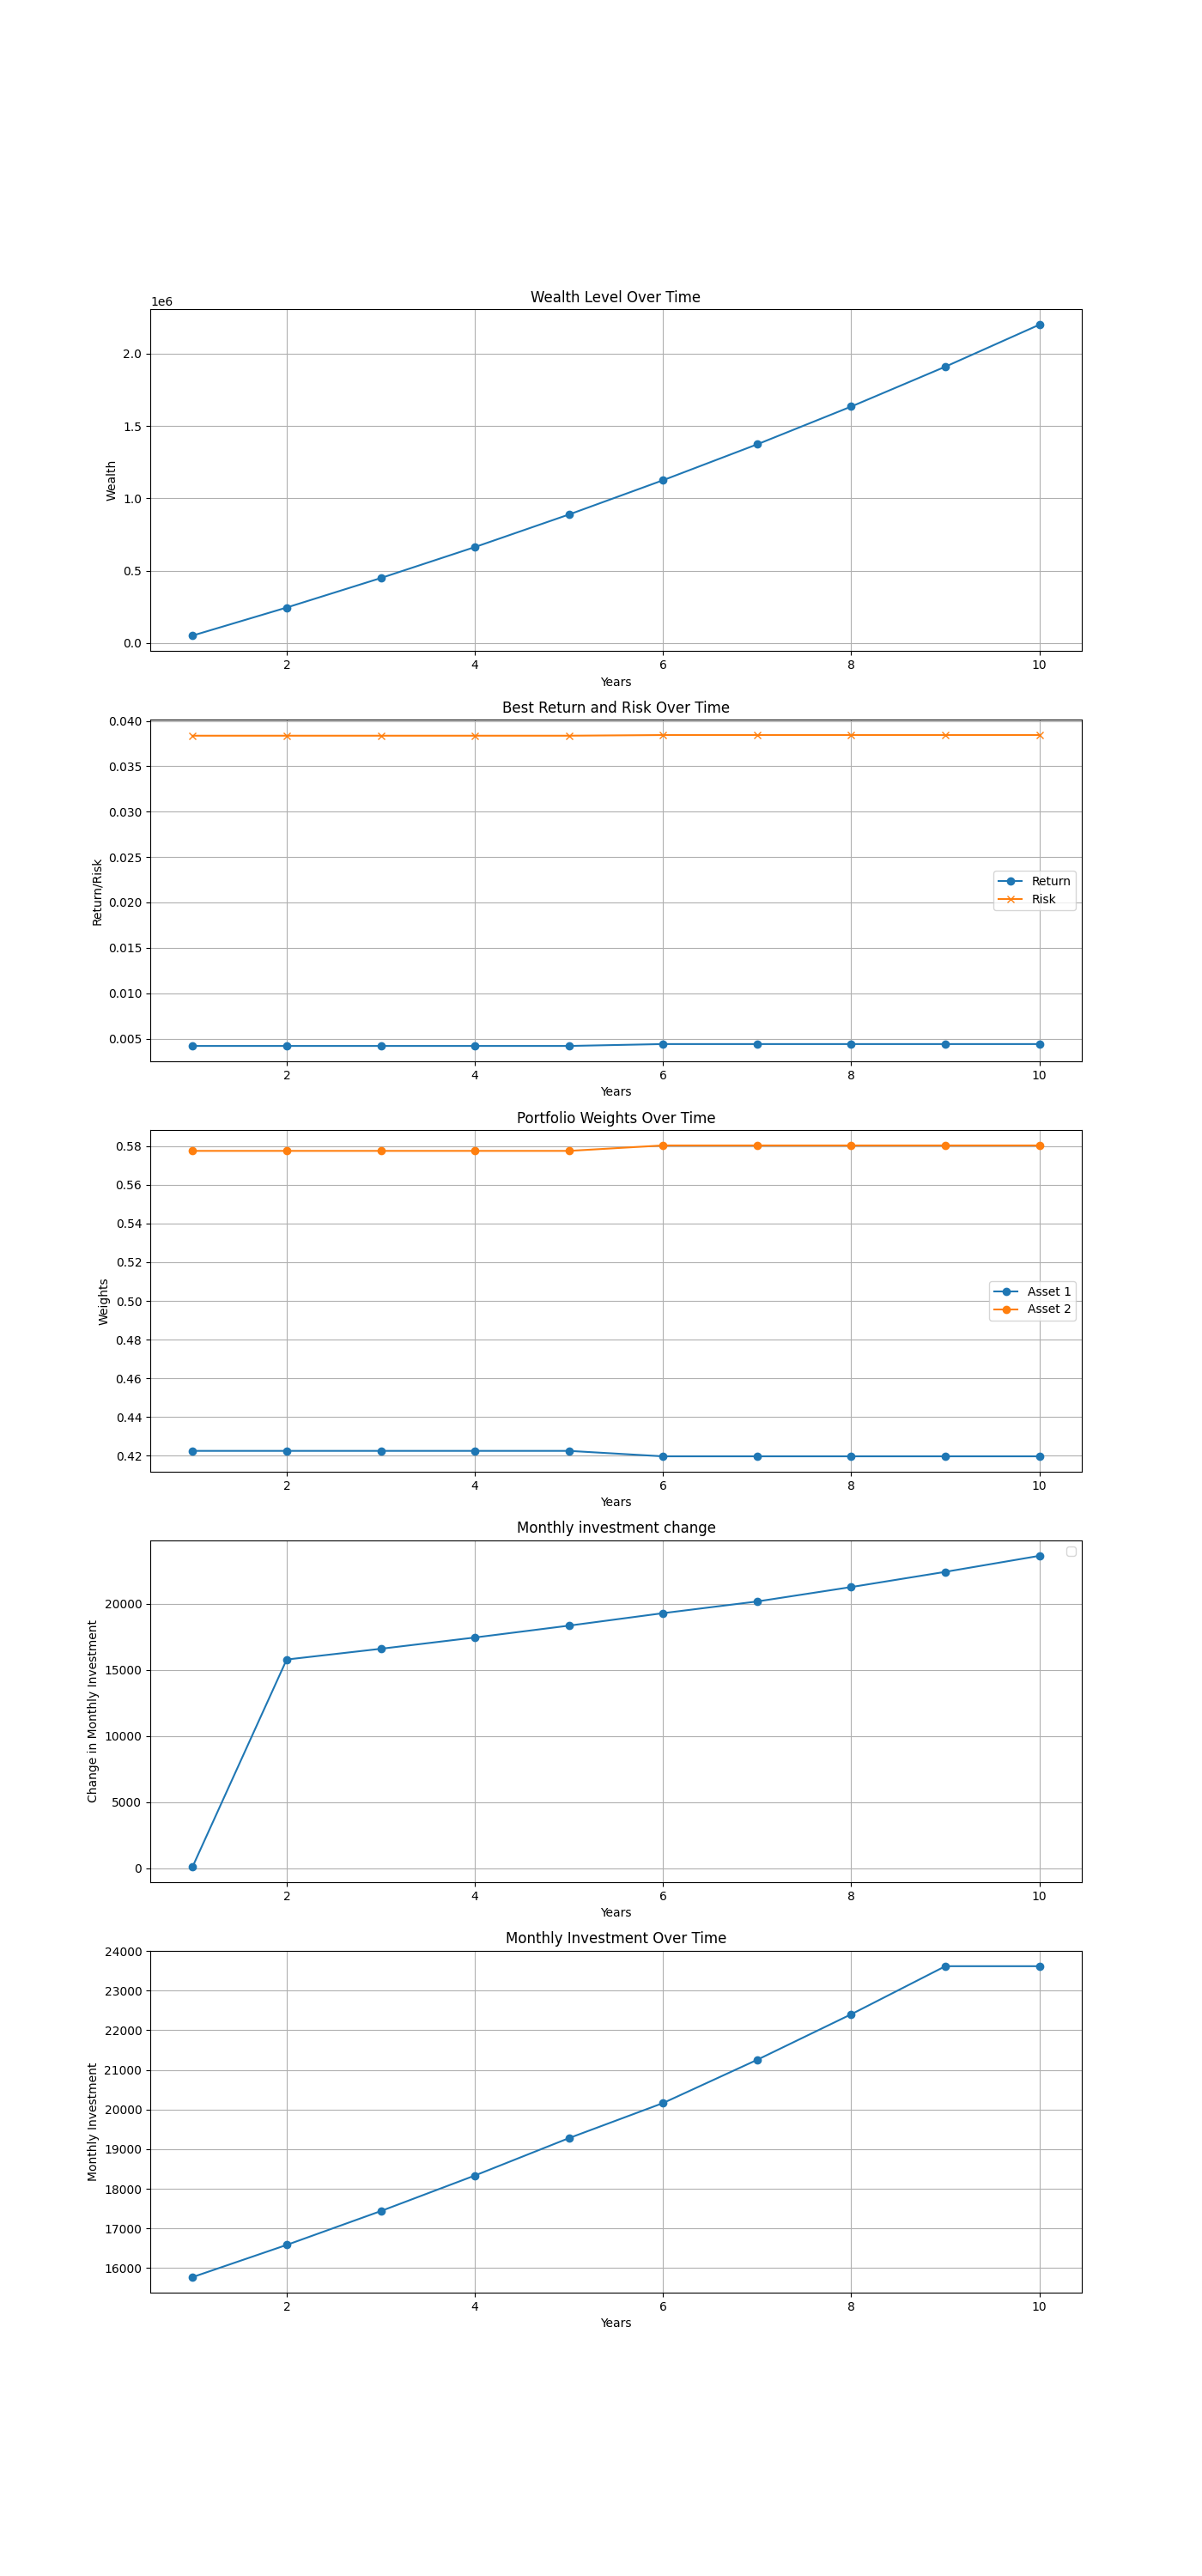 Wealth Level Over Time
1e6
2.0
1.5
1.0
0.5
0.0
Wealth
2 4 6 8 10
Years
Best Return and Risk Over Time
0.040
0.035
0.030
0.025
0.020
0.015
0.010
0.005
Return/Risk
Return
Risk
2 4 6 8 10
Years
Portfolio Weights Over Time
0.58
0.56
0.54
0.52
0.50
0.48
0.46
0.44
0.42
Weights
Asset 1
Asset 2
2 4 6 8 10
Years
Monthly investment change
20000
15000
10000
5000
0
Change in Monthly Investment
2 4 6 8 10
Years
Monthly Investment Over Time
24000
23000
22000
21000
20000
19000
18000
17000
16000
Monthly Investment
2 4 6 8 10
Years